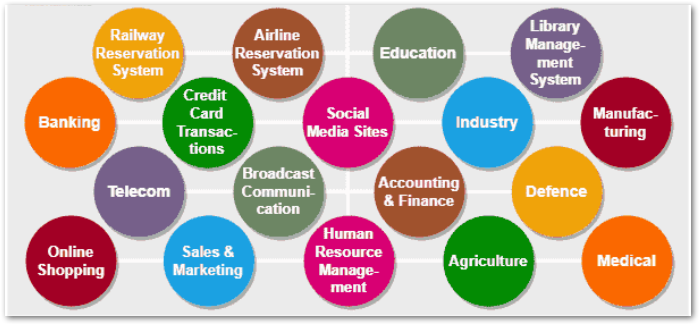 Railway
Reservation
System
Airline
Reservation
System
Education
Library
Manage-
ment
System
Banking
Credit
Card
Transac-
tions
Social
Media Sites
Industry
Manufac-
turing
Telecom
Broadcast
Communi-
cation
Accounting
& Finance
Defence
Online
Shopping
Sales &
Marketing
Human
Resource
Manage-
ment
Agriculture
Medical